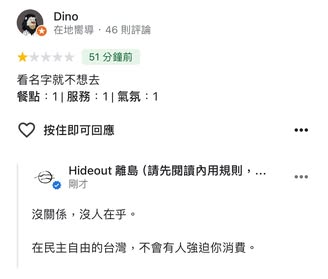 Dino
在地嚮導・46 則評論
51 分鐘前
看名字就不想去
餐點：1 | 服務：1 | 氣氛：1
按住即可回應
Hideout 離島（請先閱讀內用規則，...
剛才
沒關係，沒人在乎。
在民主自由的台灣，不會有人強迫你消費。